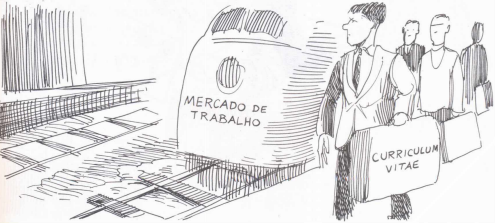 MERCADO DE
TRABALHO
CURRICULUM
VITAE